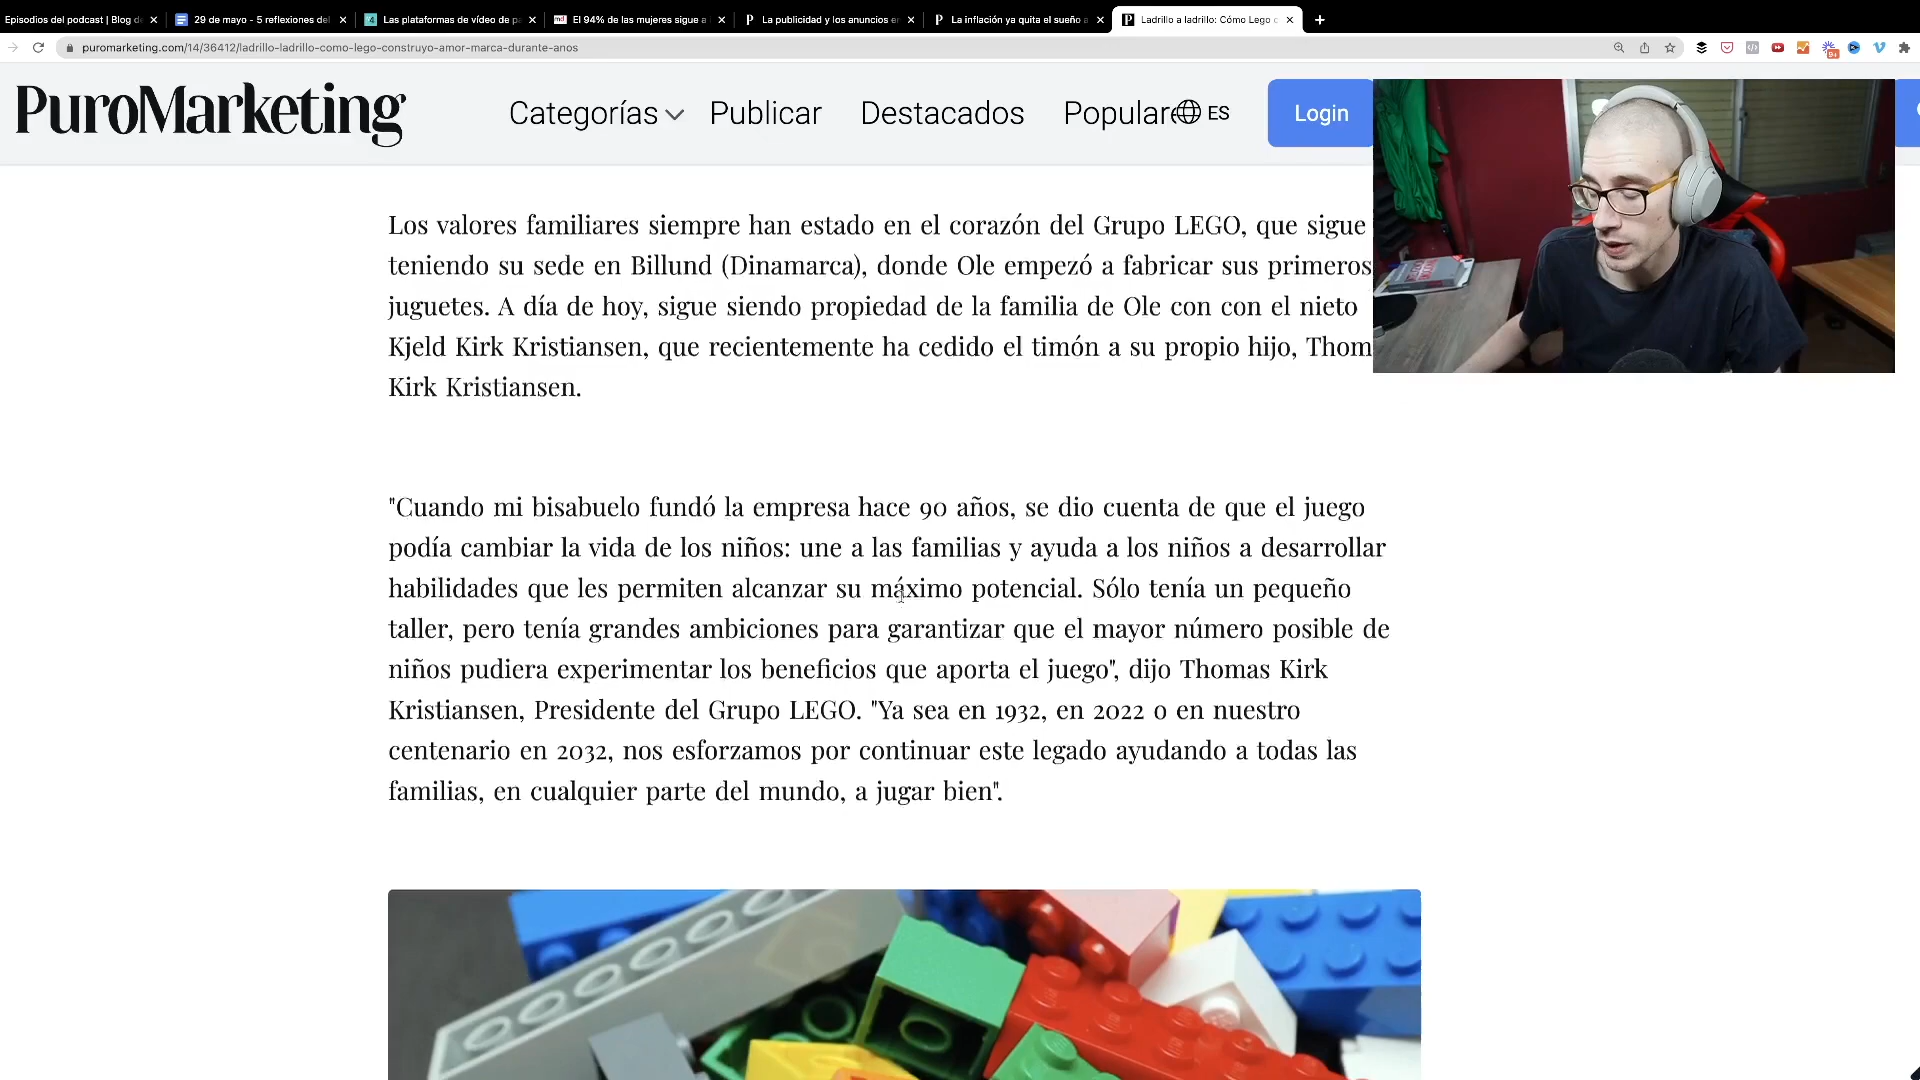 Episodios del podcast | Blog de
29 de mayo - 5 reflexiones del
Las plataformas de vídeo de pa
El 94% de las mujeres sigue a
La publicidad y los anuncios en
La inflación ya quita el sueño a
Ladrillo a ladrillo: Cómo Lego c
puromarketing.com/14/36412/ladrillo-ladrillo-como-lego-construyo-amor-marca-durante-anos
PuroMarketing
Categorías
Publicar
Destacados
Populare
ES
Login
Los valores familiares siempre han estado en el corazón del Grupo LEGO, que sigue
teniendo su sede en Billund (Dinamarca), donde Ole empezó a fabricar sus primeros
juguetes. A día de hoy, sigue siendo propiedad de la familia de Ole con con el nieto
Kjeld Kirk Kristiansen, que recientemente ha cedido el timón a su propio hijo, Thom
Kirk Kristiansen.
"Cuando mi bisabuelo fundó la empresa hace 90 años, se dio cuenta de que el juego
podía cambiar la vida de los niños: une a las familias y ayuda a los niños a desarrollar
habilidades que les permiten alcanzar su máximo potencial. Sólo tenía un pequeño
taller, pero tenía grandes ambiciones para garantizar que el mayor número posible de
niños pudiera experimentar los beneficios que aporta el juego", dijo Thomas Kirk
Kristiansen, Presidente del Grupo LEGO. "Ya sea en 1932, en 2022 o en nuestro
centenario en 2032, nos esforzamos por continuar este legado ayudando a todas las
familias, en cualquier parte del mundo, a jugar bien".